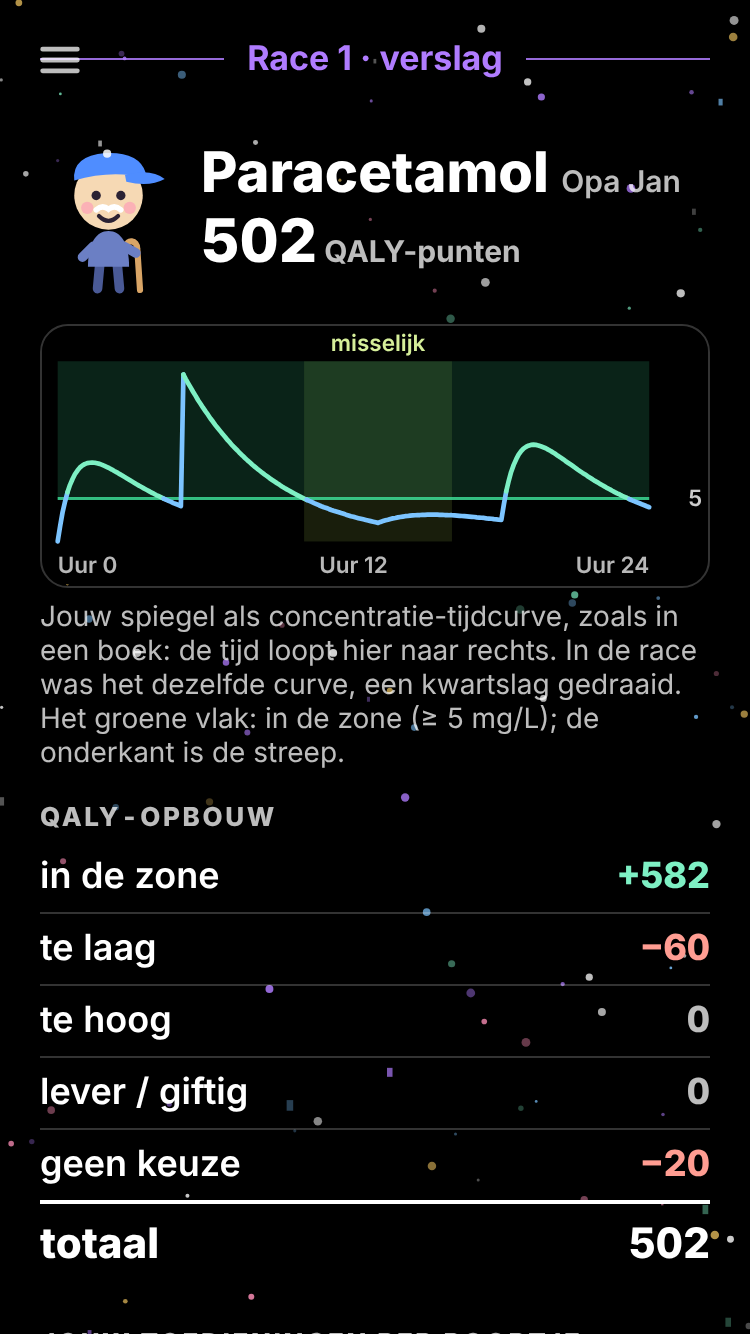 Race 1 · verslag
Paracetamol Opa Jan
502 QALY-punten
misselijk
5
Uur 0 Uur 12 Uur 24
Jouw spiegel als concentratie-tijdcurve, zoals in
een boek: de tijd loopt hier naar rechts. In de race
was het dezelfde curve, een kwartslag gedraaid.
Het groene vlak: in de zone (≥ 5 mg/L); de
onderkant is de streep.
QALY-OPBOUW
in de zone +582
te laag −60
te hoog 0
lever / giftig 0
geen keuze −20
totaal 502